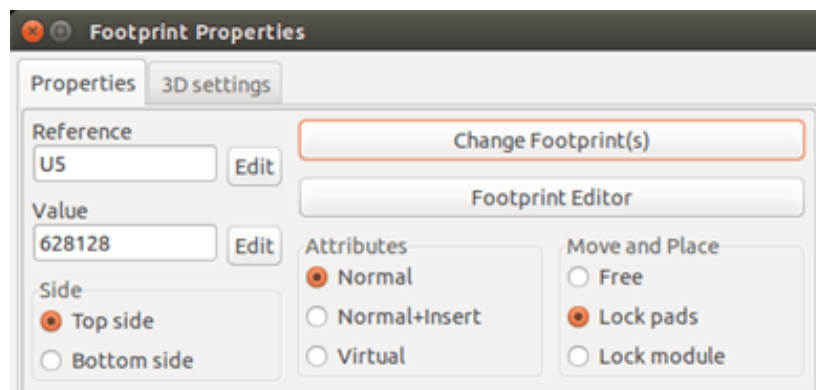 Footprint Properties
Properties
3D settings
Reference
U5
Edit
Value
628128
Edit
Side
Top side
Bottom side
Change Footprint(s)
Footprint Editor
Attributes
Normal
Normal+Insert
Virtual
Move and Place
Free
Lock pads
Lock module